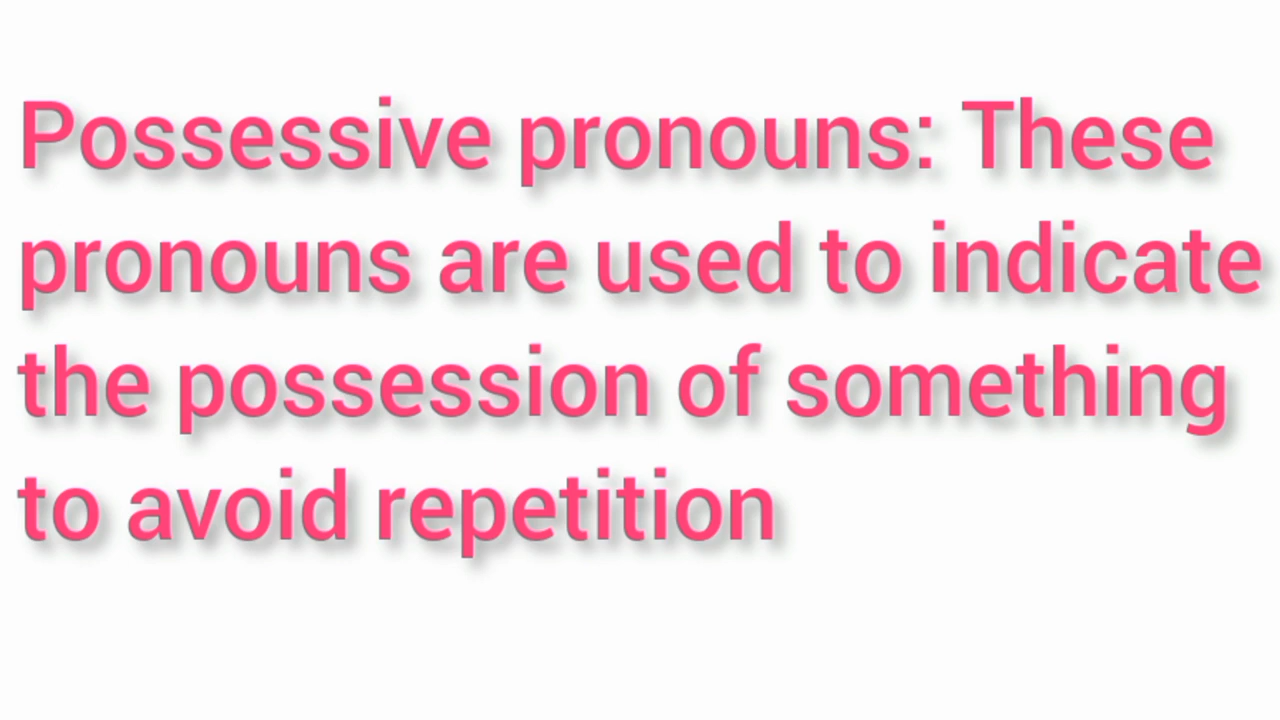 Possessive pronouns: These
pronouns are used to indicate
the possession of something
to avoid repetition